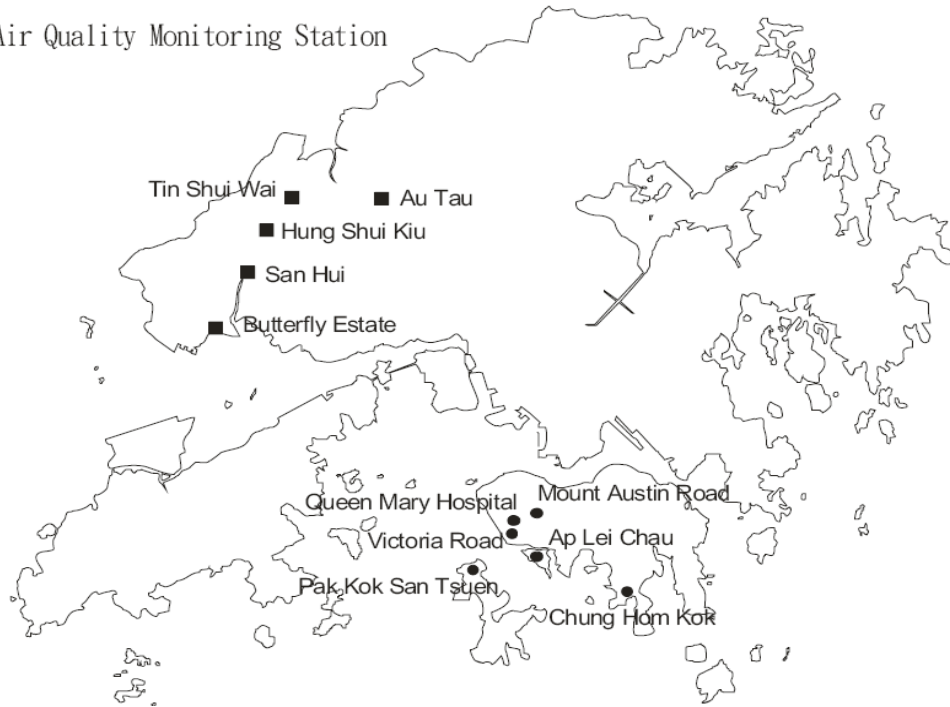 Air Quality Monitoring Station
Tin Shui Wai
Au Tau
Hung Shui Kiu
San Hui
Butterfly Estate
Queen Mary Hospital
Mount Austin Road
Victoria Road
Ap Lei Chau
Pak Kok San Tsuen
Chung Hom Kok